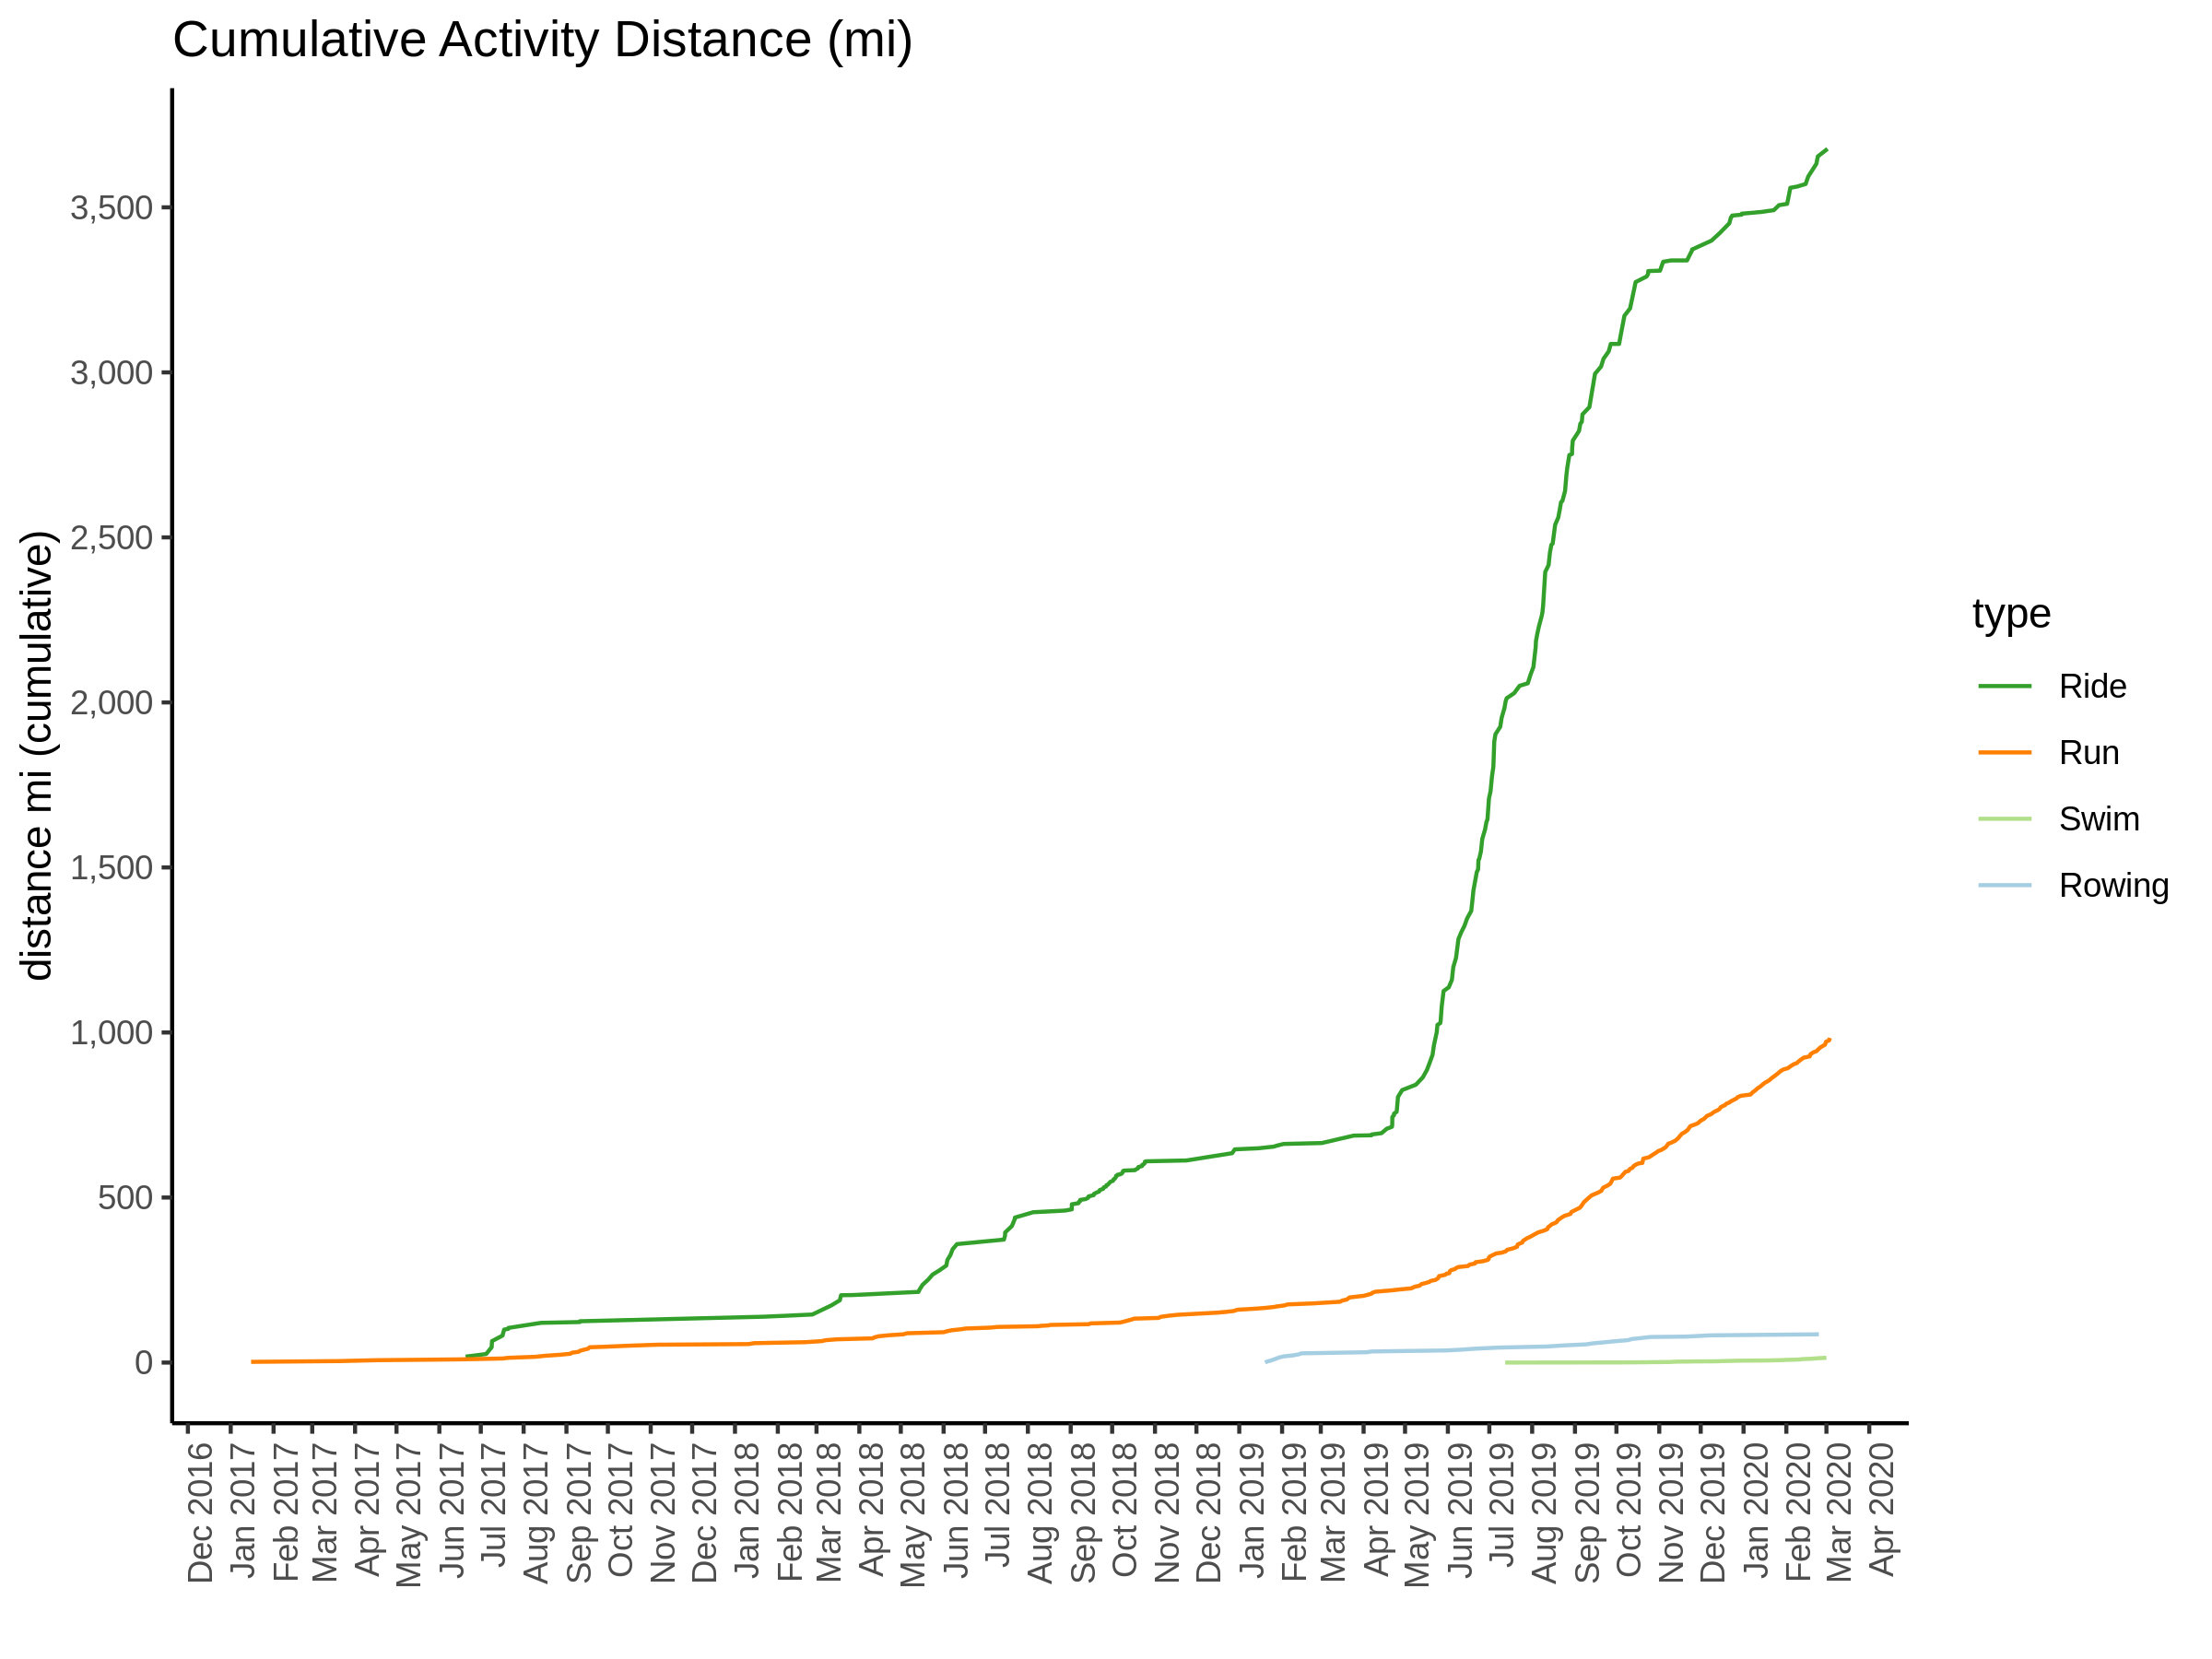 Cumulative Activity Distance (mi)
distance mi (cumulative)
3,500
3,000
2,500
2,000
1,500
1,000
500
0
Dec 2016
Jan 2017
Feb 2017
Mar 2017
Apr 2017
May 2017
Jun 2017
Jul 2017
Aug 2017
Sep 2017
Oct 2017
Nov 2017
Dec 2017
Jan 2018
Feb 2018
Mar 2018
Apr 2018
May 2018
Jun 2018
Jul 2018
Aug 2018
Sep 2018
Oct 2018
Nov 2018
Dec 2018
Jan 2019
Feb 2019
Mar 2019
Apr 2019
May 2019
Jun 2019
Jul 2019
Aug 2019
Sep 2019
Oct 2019
Nov 2019
Dec 2019
Jan 2020
Feb 2020
Mar 2020
Apr 2020
type
Ride
Run
Swim
Rowing